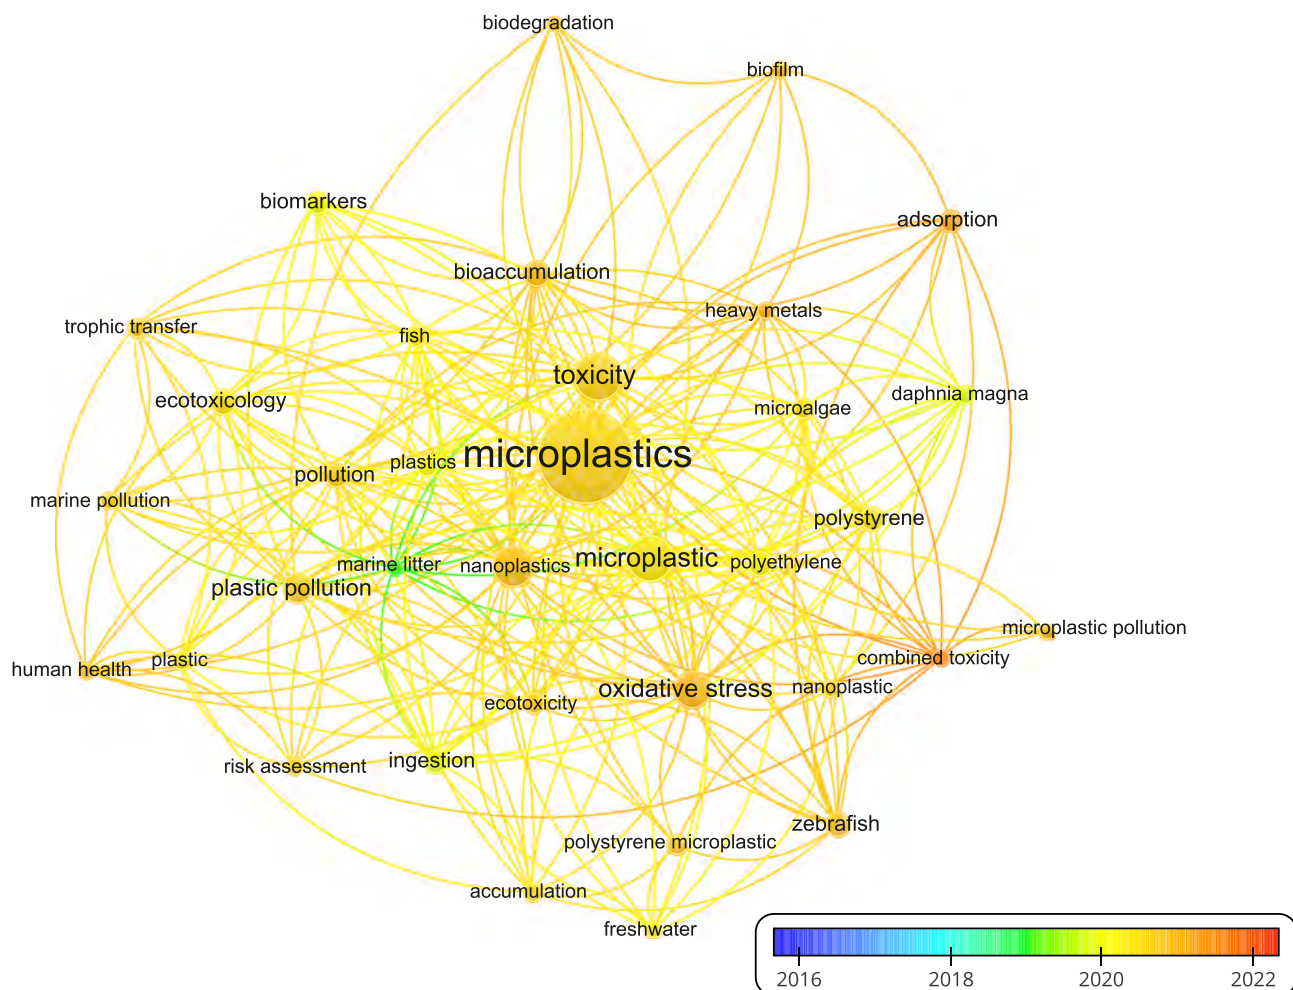 biodegradation
biofilm
biomarkers
adsorption
bioaccumulation
heavy metals
trophic transfer
fish
toxicity
daphnia magna
ecotoxicology
microalgae
microplastics
plastics
pollution
marine pollution
polystyrene
microplastic
polyethylene
marine litter
nanoplastics
plastic pollution
microplastic pollution
combined toxicity
human health
plastic
oxidative stress
nanoplastic
ecotoxicity
risk assessment
ingestion
zebrafish
polystyrene microplastic
accumulation
freshwater
2016
2018
2020
2022